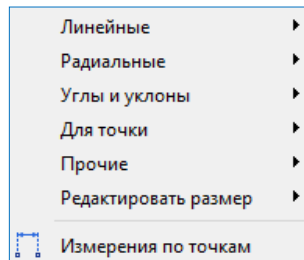 Линейные
Радиальные
Углы и уклоны
Для точки
Прочие
Редактировать размер
Измерения по точкам